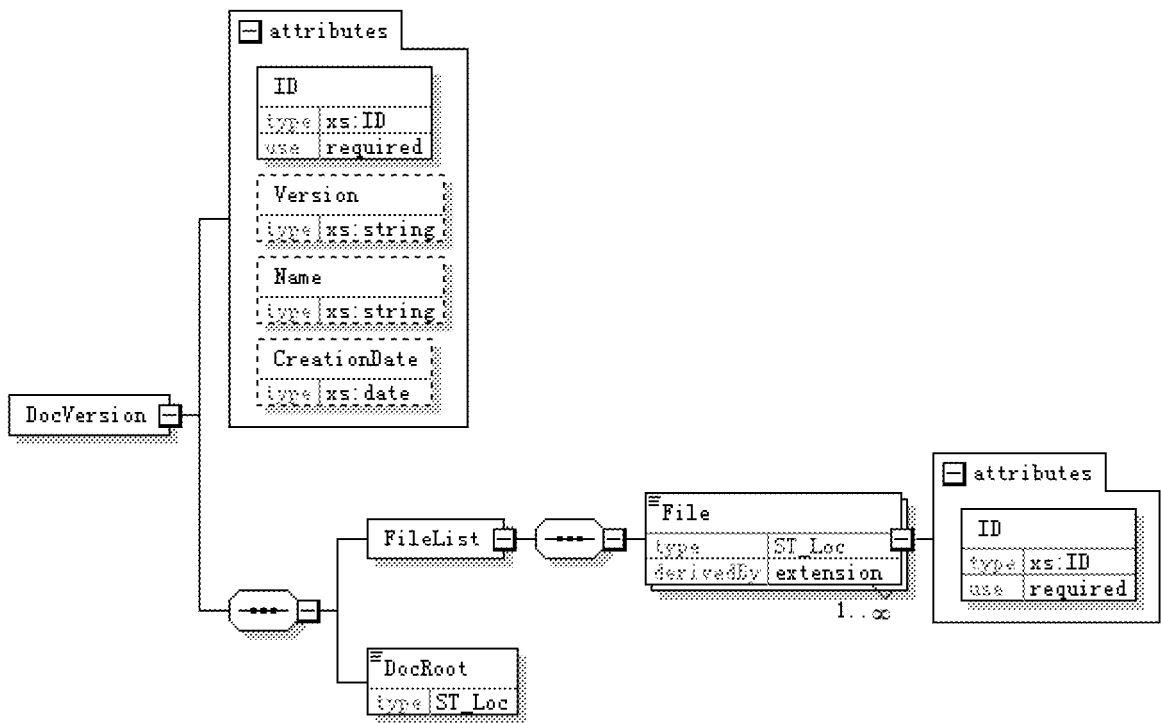 attributes
ID
type xs:ID
use required
Version
type xs:string
Name
type xs:string
CreationDate
type xs:date
DocVersion
attributes
FileList
File
type ST_Loc
derivedBy extension
1..∞
ID
type xs:ID
use required
DocRoot
type ST_Loc